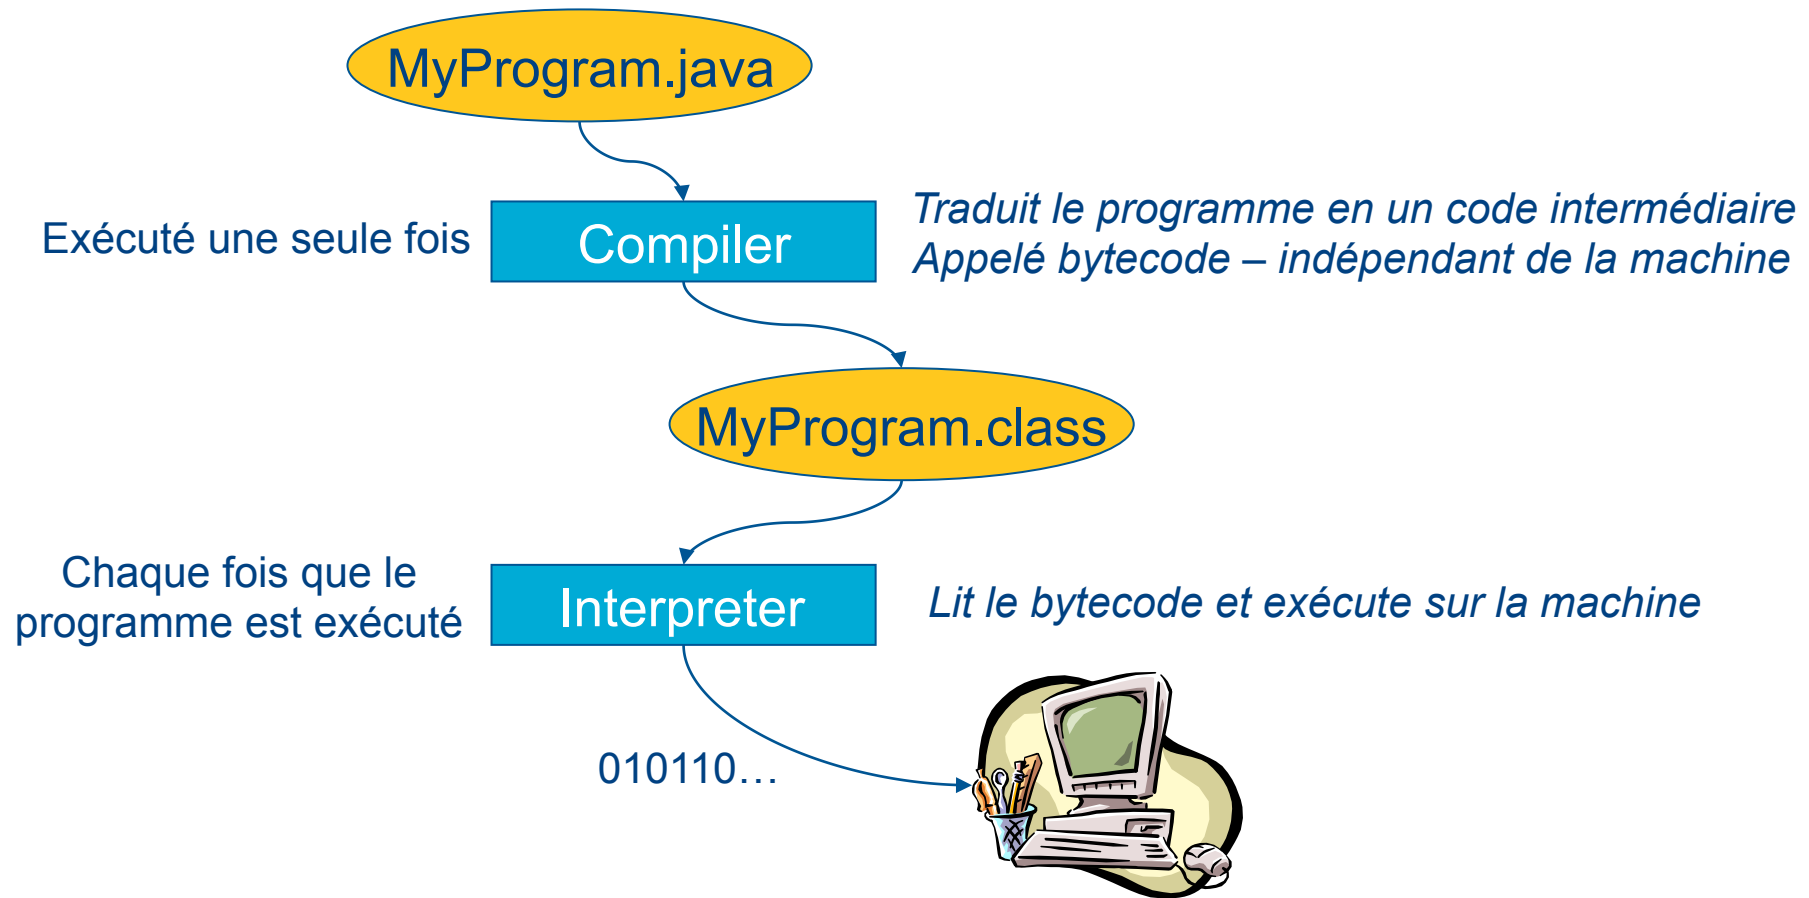 MyProgram.java
Exécuté une seule fois
Compiler
Traduit le programme en un code intermédiaire
Appelé bytecode – indépendant de la machine
MyProgram.class
Chaque fois que le
programme est exécuté
Interpreter
Lit le bytecode et exécute sur la machine
010110…